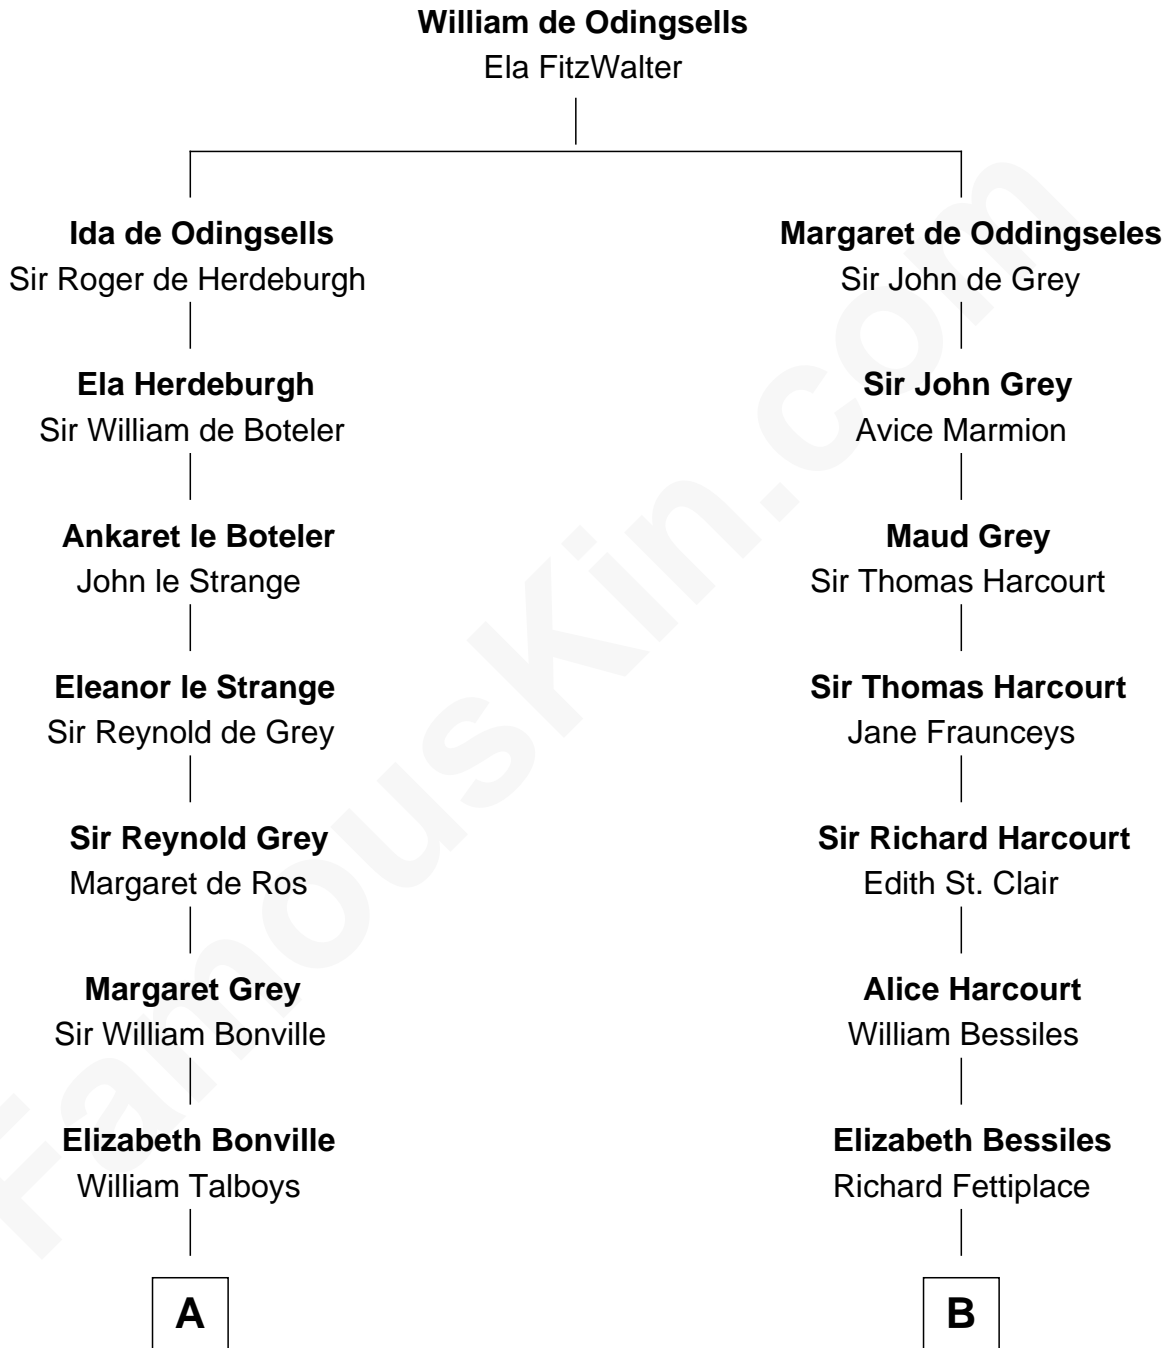 William de Odingsells
Ela FitzWalter
Ida de Odingsells
Sir Roger de Herdeburgh
Margaret de Oddingseles
Sir John de Grey
Ela Herdeburgh
Sir William de Boteler
Sir John Grey
Avice Marmion
Ankaret le Boteler
John le Strange
Maud Grey
Sir Thomas Harcourt
Eleanor le Strange
Sir Reynold de Grey
Sir Thomas Harcourt
Jane Fraunceys
Sir Reynold Grey
Margaret de Ros
Sir Richard Harcourt
Edith St. Clair
Margaret Grey
Sir William Bonville
Alice Harcourt
William Bessiles
Elizabeth Bonville
William Talboys
Elizabeth Bessiles
Richard Fettiplace
A
B
FamousKin.com